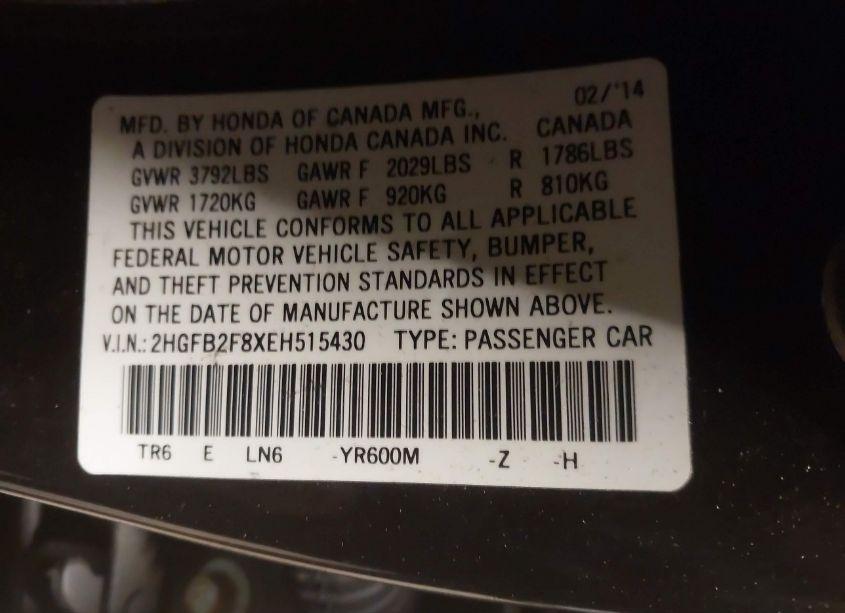 02/'14
MFD. BY HONDA OF CANADA MFG.,
A DIVISION OF HONDA CANADA INC. CANADA
GVWR 3792LBS GAWR F 2029LBS R 1786LBS
GVWR 1720KG GAWR F 920KG R 810KG
THIS VEHICLE CONFORMS TO ALL APPLICABLE
FEDERAL MOTOR VEHICLE SAFETY, BUMPER,
AND THEFT PREVENTION STANDARDS IN EFFECT
ON THE DATE OF MANUFACTURE SHOWN ABOVE.
V.I.N.: 2HGFB2F8XEH515430 TYPE: PASSENGER CAR
TR6 E LN6 -YR600M -Z -H